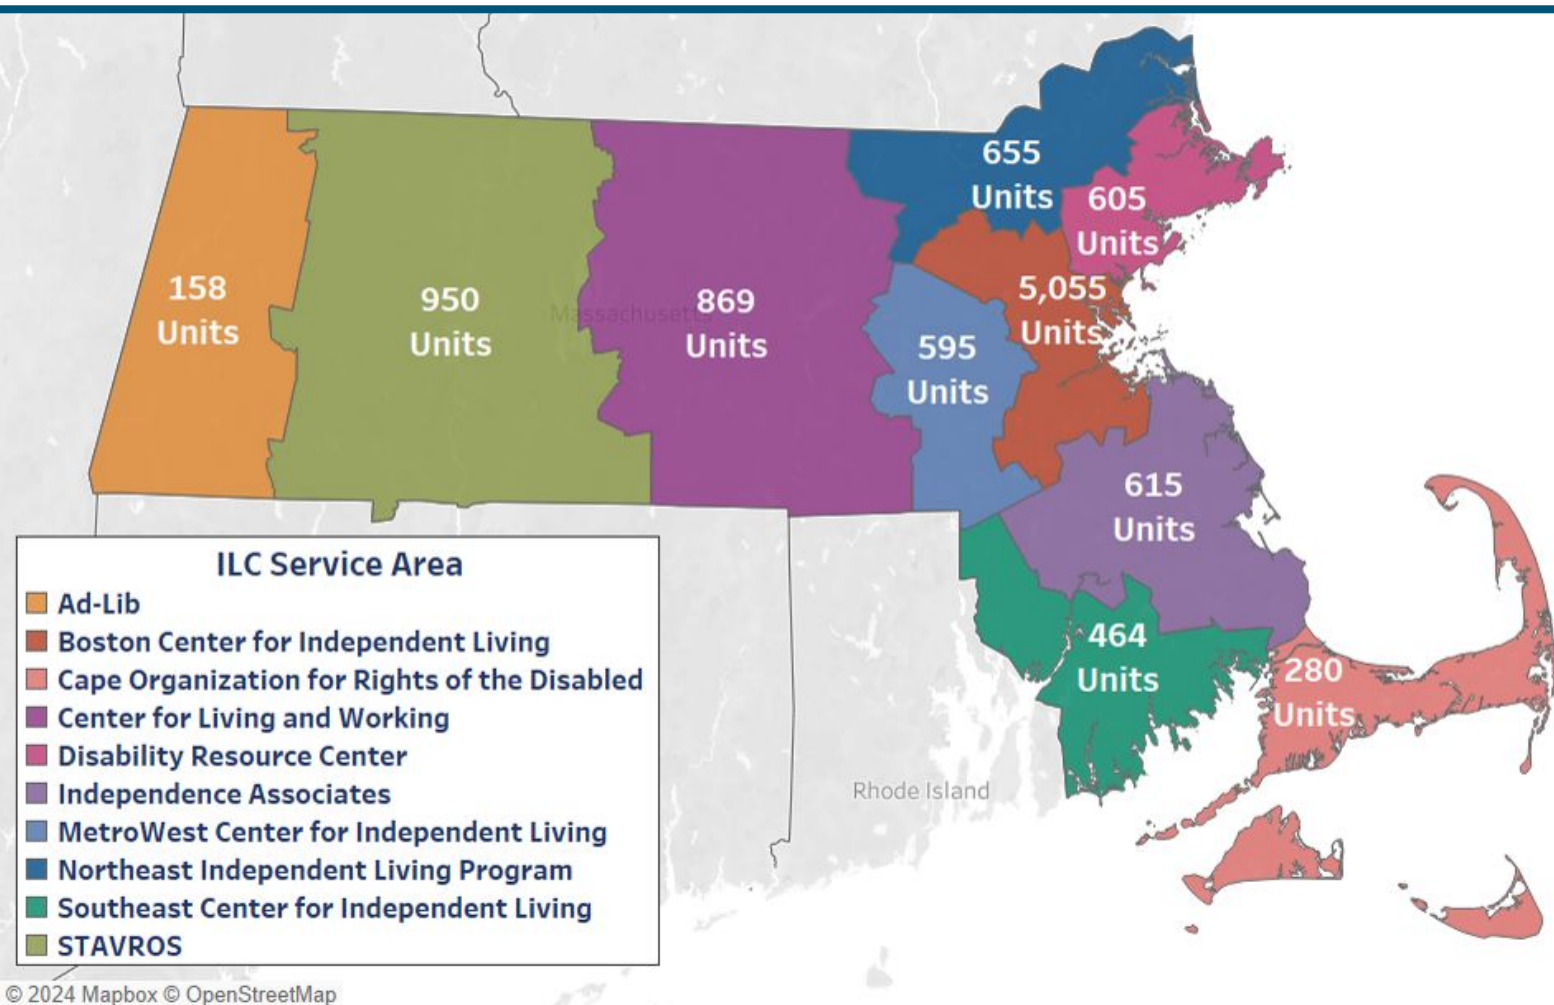 655
Units
605
Units
158
Units
950
Units
Massachusetts
869
Units
5,055
Units
595
Units
615
Units
464
Units
280
Units
Rhode Island
ILC Service Area
Ad-Lib
Boston Center for Independent Living
Cape Organization for Rights of the Disabled
Center for Living and Working
Disability Resource Center
Independence Associates
MetroWest Center for Independent Living
Northeast Independent Living Program
Southeast Center for Independent Living
STAVROS
© 2024 Mapbox © OpenStreetMap